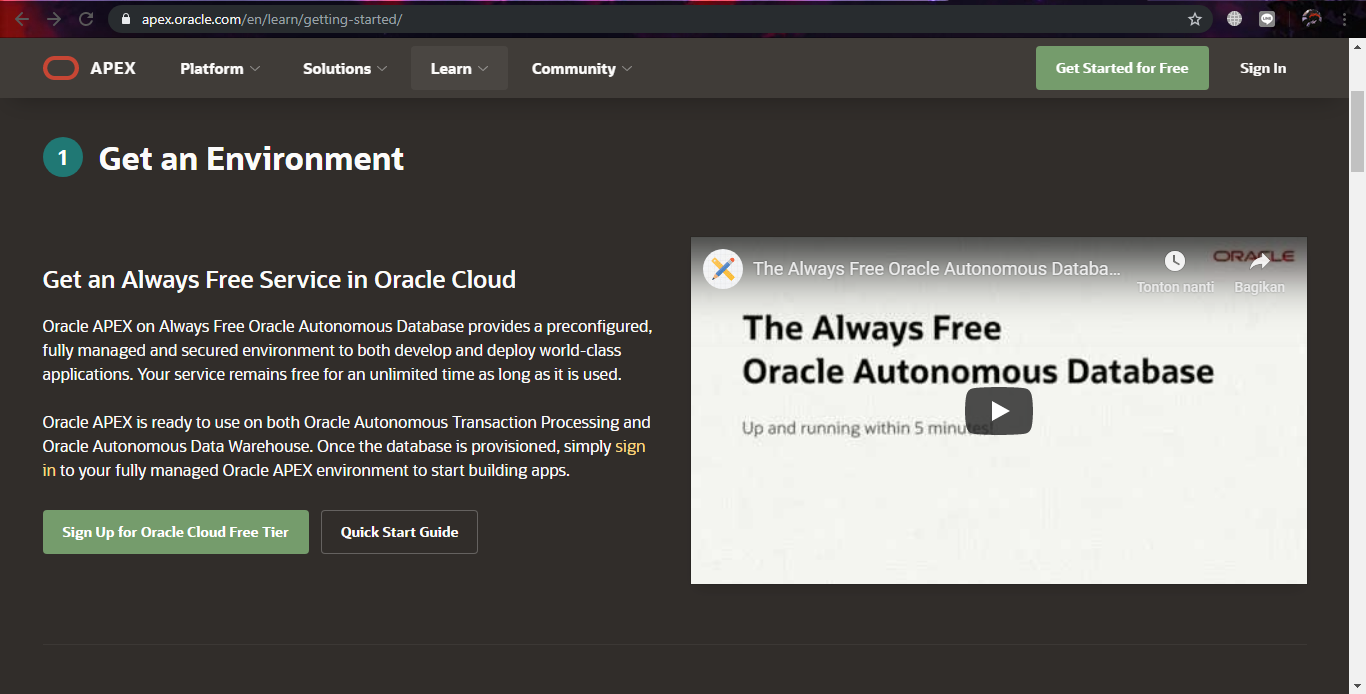 apex.oracle.com/en/learn/getting-started/
APEX Platform Solutions Learn Community Get Started for Free Sign In
1 Get an Environment
Get an Always Free Service in Oracle Cloud
Oracle APEX on Always Free Oracle Autonomous Database provides a preconfigured,
fully managed and secured environment to both develop and deploy world-class
applications. Your service remains free for an unlimited time as long as it is used.
Oracle APEX is ready to use on both Oracle Autonomous Transaction Processing and
Oracle Autonomous Data Warehouse. Once the database is provisioned, simply sign
in to your fully managed Oracle APEX environment to start building apps.
Sign Up for Oracle Cloud Free Tier Quick Start Guide
The Always Free Oracle Autonomous Databa...
ORACLE
Tonton nanti Bagikan
The Always Free
Oracle Autonomous Database
Up and running within 5 minutes!